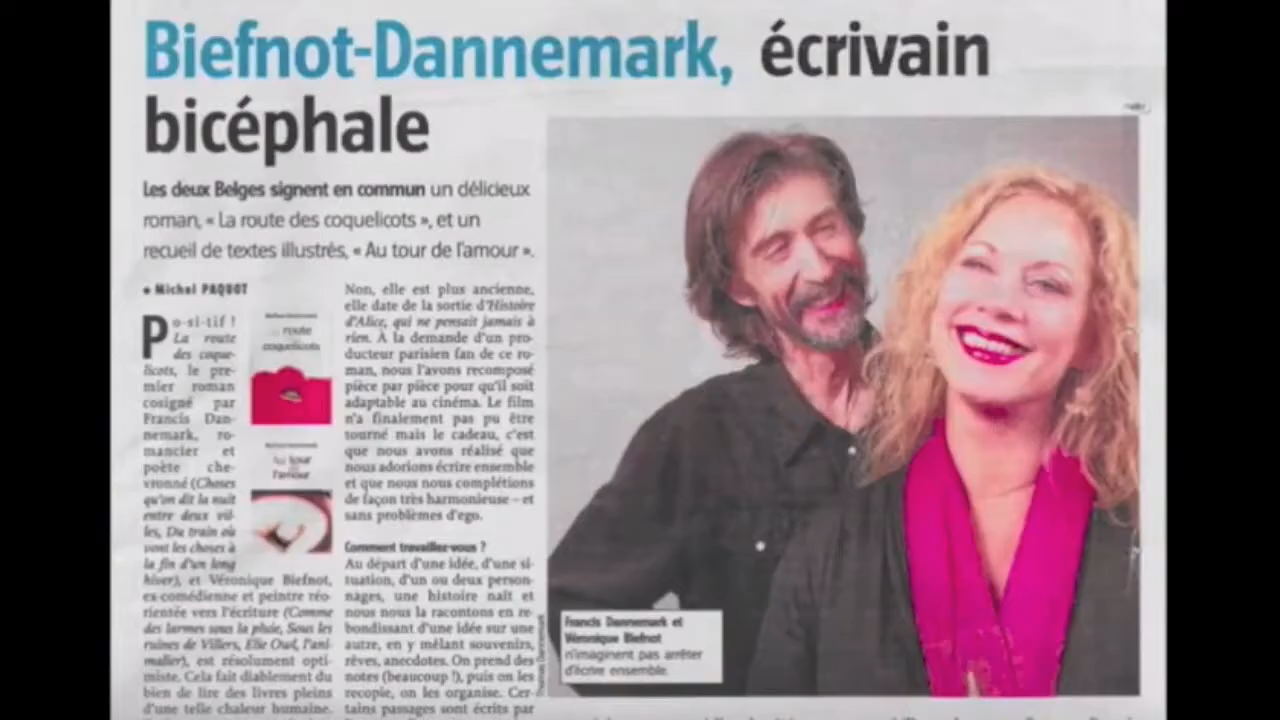 Biefnot-Dannemark, écrivain
bicéphale
Les deux Belges signent en commun un délicieux
roman, « La route des coquelicots », et un
recueil de textes illustrés, « Au tour de l'amour ».
● Michel PAQUOT
Po-si-tif !
La route
des coque-
licots, le pre-
mier roman
cosigné par
Francis Dan-
nemark, ro-
mancier et
poète che-
vronné (Choses
qu'on dit la nuit
entre deux vil-
les, Du train où
vont les choses à
la fin d'un long
hiver), et Véronique Biefnot,
ex-comédienne et peintre réo-
rientée vers l'écriture (Comme
des larmes sous la pluie, Sous les
ruines de Villers, Elle Owl, l'ani-
malier), est résolument opti-
miste. Cela fait diablement du
bien de lire des livres pleins
d'une telle chaleur humaine.
route
coquelicots
Au tour
l'amour
Non, elle est plus ancienne,
elle date de la sortie d'Histoire
d'Alice, qui ne pensait jamais à
rien. À la demande d'un pro-
ducteur parisien fan de ce ro-
man, nous l'avons recomposé
pièce par pièce pour qu'il soit
adaptable au cinéma. Le film
n'a finalement pas pu être
tourné mais le cadeau, c'est
que nous avons réalisé que
nous adorions écrire ensemble
et que nous nous complétions
de façon très harmonieuse – et
sans problèmes d'ego.
Comment travaillez-vous ?
Au départ d'une idée, d'une si-
tuation, d'un ou deux person-
nages, une histoire naît et
nous nous la racontons en re-
bondissant d'une idée sur une
autre, en y mêlant souvenirs,
rêves, anecdotes. On prend des
notes (beaucoup !), puis on les
recopie, on les organise. Cer-
tains passages sont écrits par
Thomas Dannemark
Francis Dannemark et
Véronique Biefnot
n'imaginent pas arrêter
d'écrire ensemble.